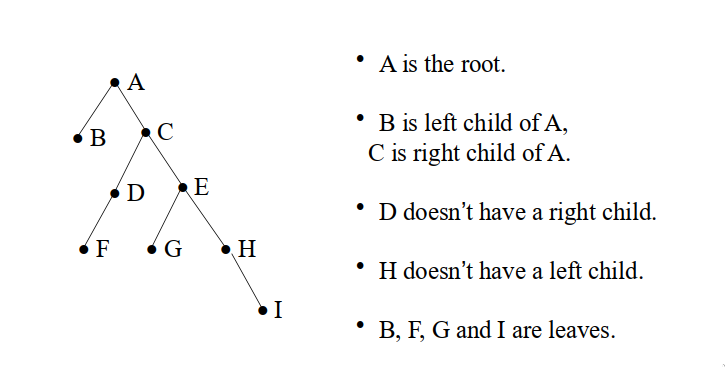 A
B
C
D
E
F
G
H
I
• A is the root.
• B is left child of A,
C is right child of A.
• D doesn’t have a right child.
• H doesn’t have a left child.
• B, F, G and I are leaves.